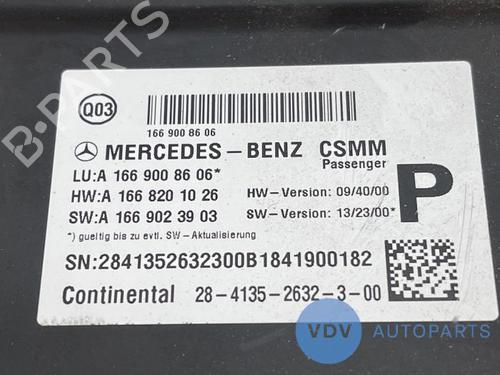 B-PARTS
Q03
166 900 86 06
MERCEDES-BENZ CSMM
Passenger
LU:A 166 900 86 06*
HW:A 166 820 10 26 HW-Version: 09/40/00
SW:A 166 902 39 03 SW-Version: 13/23/00*
P
*) gueltig bis zu evtl. SW-Aktualisierung
SN:2841352632300B1841900182
Continental 28-4135-2632-3-00
VDV AUTOPARTS